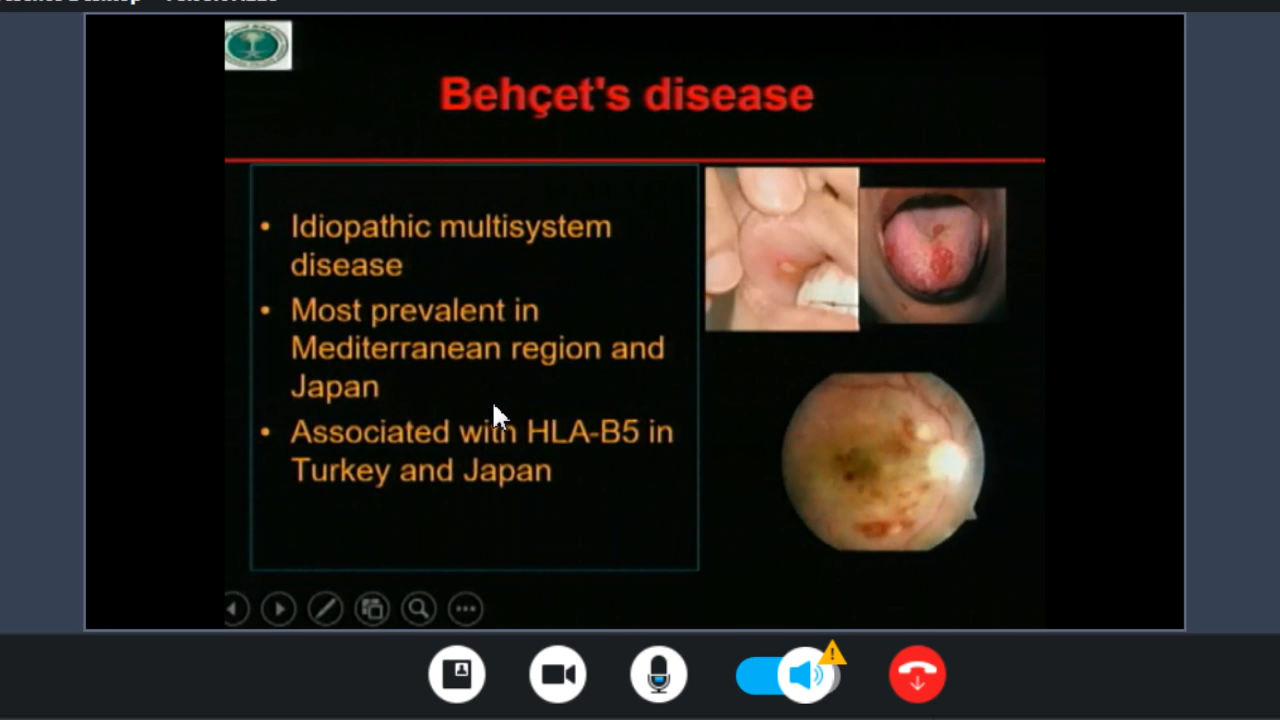 Behçet's disease
• Idiopathic multisystem
disease
• Most prevalent in
Mediterranean region and
Japan
• Associated with HLA-B5 in
Turkey and Japan